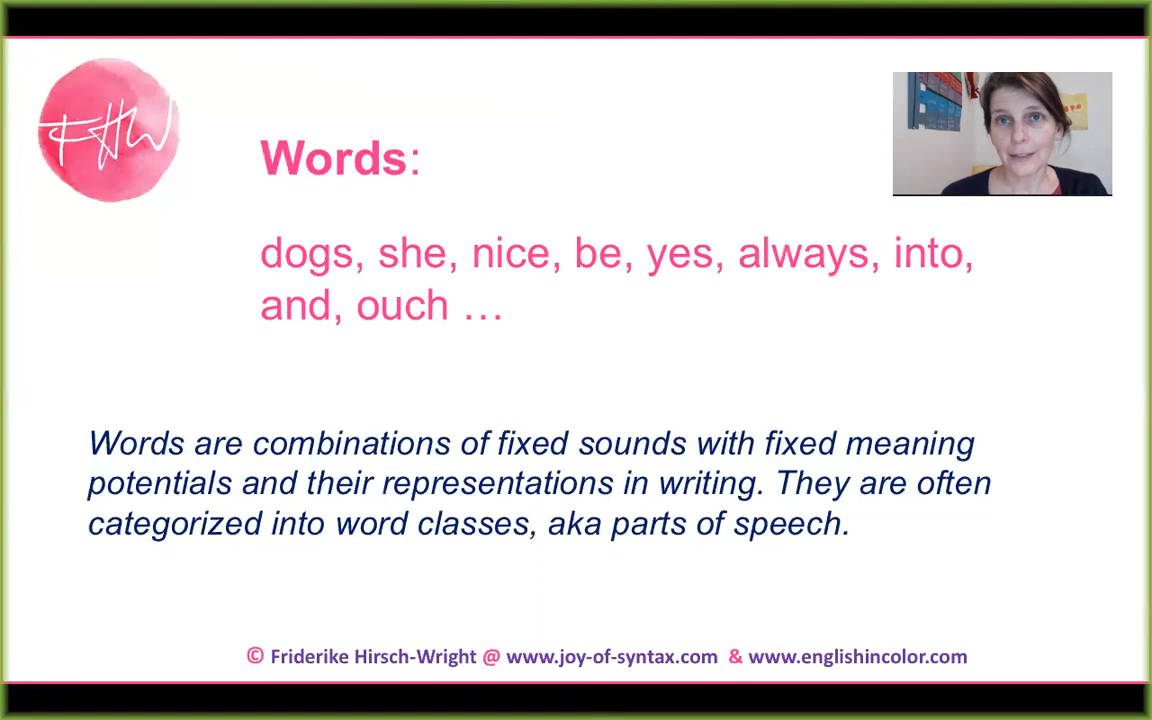 FHW
Words:
dogs, she, nice, be, yes, always, into,
and, ouch …
Words are combinations of fixed sounds with fixed meaning
potentials and their representations in writing. They are often
categorized into word classes, aka parts of speech.
© Friderike Hirsch-Wright @ www.joy-of-syntax.com & www.englishincolor.com